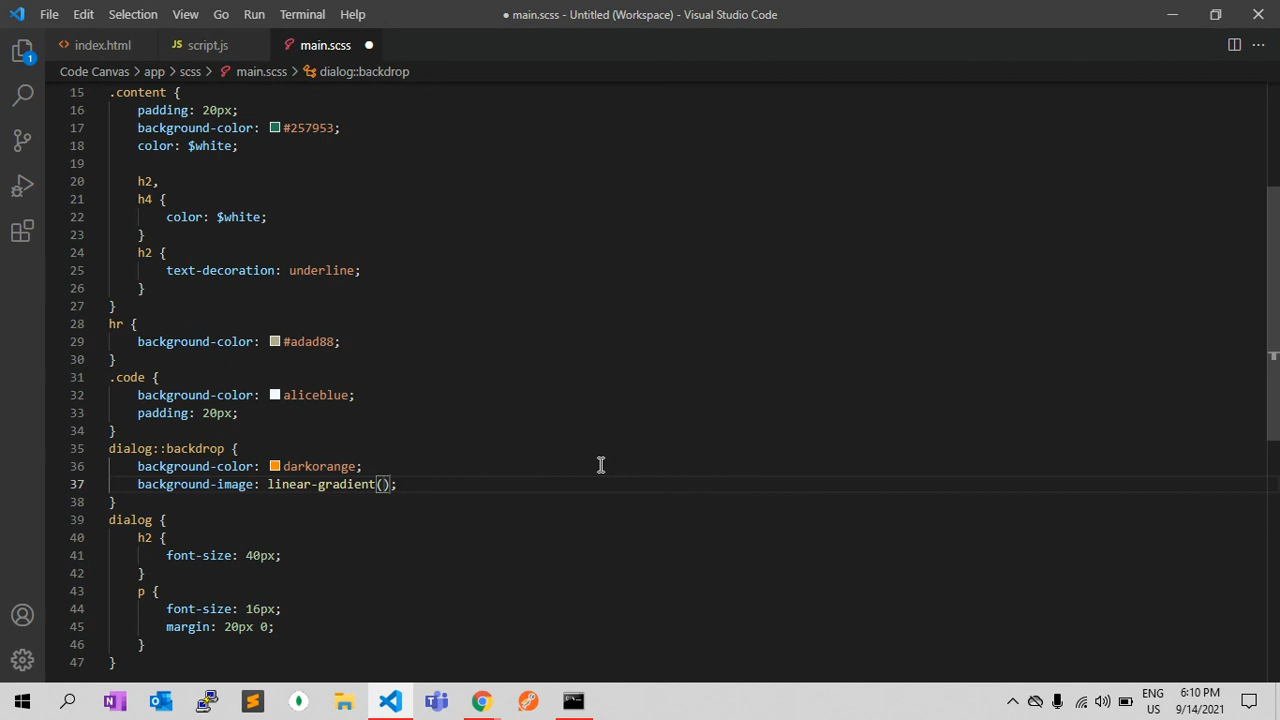 File Edit Selection View Go Run Terminal Help
● main.scss - Untitled (Workspace) - Visual Studio Code
index.html
JS script.js
main.scss ●
Code Canvas > app > scss > main.scss > dialog::backdrop
1
15 .content {
16 padding: 20px;
17 background-color: #257953;
18 color: $white;
19
20 h2,
21 h4 {
22 color: $white;
23 }
24 h2 {
25 text-decoration: underline;
26 }
27 }
28 hr {
29 background-color: #adad88;
30 }
31 .code {
32 background-color: aliceblue;
33 padding: 20px;
34 }
35 dialog::backdrop {
36 background-color: darkorange;
37 background-image: linear-gradient();
38 }
39 dialog {
40 h2 {
41 font-size: 40px;
42 }
43 p {
44 font-size: 16px;
45 margin: 20px 0;
46 }
47 }
ENG
US
6:10 PM
9/14/2021